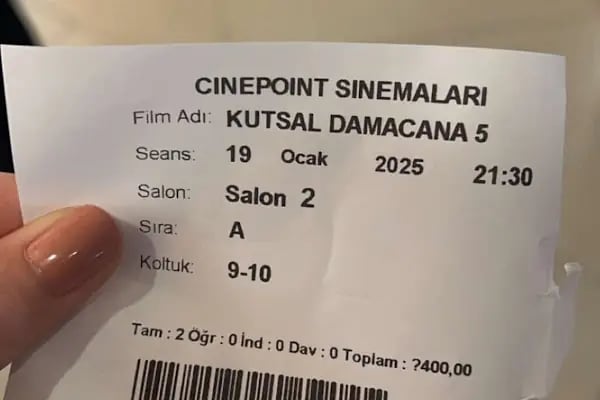 CINEPOINT SINEMALARI
Film Adı: KUTSAL DAMACANA 5
Seans: 19 Ocak 2025 21:30
Salon: Salon 2
Sıra: A
Koltuk: 9-10
Tam : 2 Öğr : 0 İnd : 0 Dav : 0 Toplam : ?400,00